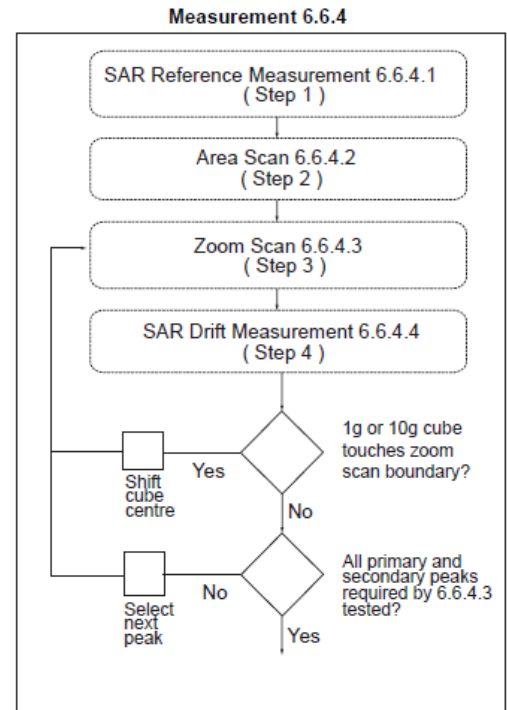 Measurement 6.6.4
SAR Reference Measurement 6.6.4.1
( Step 1 )
Area Scan 6.6.4.2
( Step 2 )
Zoom Scan 6.6.4.3
( Step 3 )
SAR Drift Measurement 6.6.4.4
( Step 4 )
1g or 10g cube
touches zoom
scan boundary?
Yes
Shift
cube
centre
No
All primary and
secondary peaks
required by 6.6.4.3
tested?
No
Select
next
peak
Yes